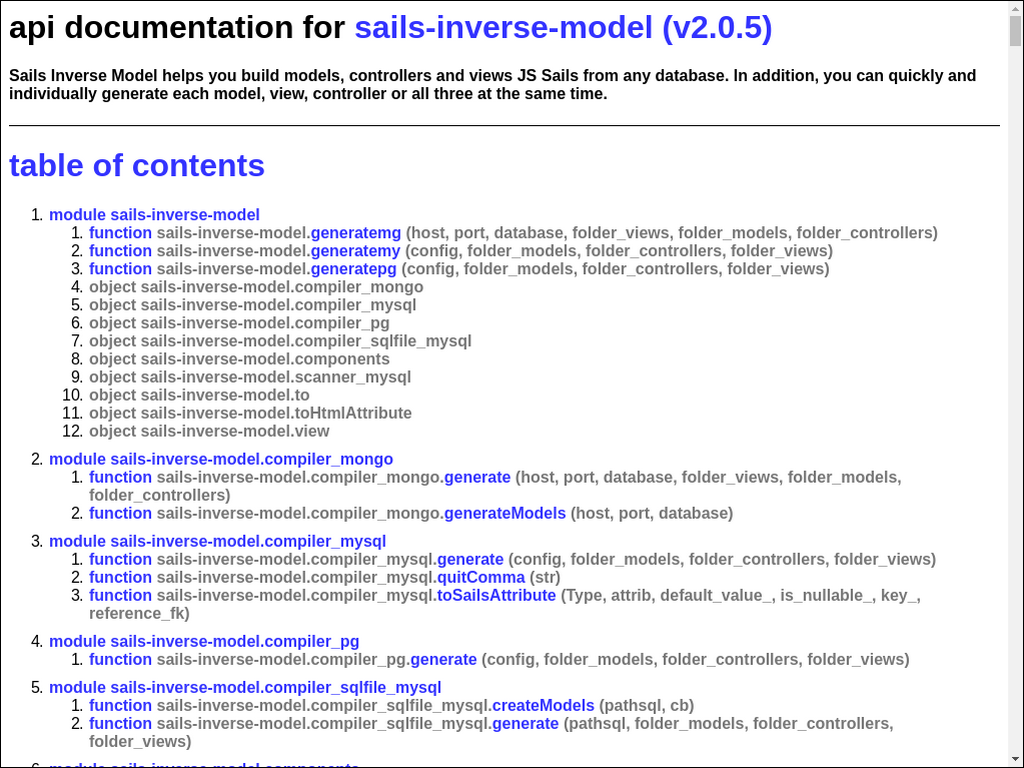 api documentation for sails-inverse-model (v2.0.5)
Sails Inverse Model helps you build models, controllers and views JS Sails from any database. In addition, you can quickly and
individually generate each model, view, controller or all three at the same time.
table of contents
1. module sails-inverse-model
1. function sails-inverse-model.generatemg (host, port, database, folder_views, folder_models, folder_controllers)
2. function sails-inverse-model.generatemy (config, folder_models, folder_controllers, folder_views)
3. function sails-inverse-model.generatepg (config, folder_models, folder_controllers, folder_views)
4. object sails-inverse-model.compiler_mongo
5. object sails-inverse-model.compiler_mysql
6. object sails-inverse-model.compiler_pg
7. object sails-inverse-model.compiler_sqlfile_mysql
8. object sails-inverse-model.components
9. object sails-inverse-model.scanner_mysql
10. object sails-inverse-model.to
11. object sails-inverse-model.toHtmlAttribute
12. object sails-inverse-model.view
2. module sails-inverse-model.compiler_mongo
1. function sails-inverse-model.compiler_mongo.generate (host, port, database, folder_views, folder_models,
folder_controllers)
2. function sails-inverse-model.compiler_mongo.generateModels (host, port, database)
3. module sails-inverse-model.compiler_mysql
1. function sails-inverse-model.compiler_mysql.generate (config, folder_models, folder_controllers, folder_views)
2. function sails-inverse-model.compiler_mysql.quitComma (str)
3. function sails-inverse-model.compiler_mysql.toSailsAttribute (Type, attrib, default_value_, is_nullable_, key_,
reference_fk)
4. module sails-inverse-model.compiler_pg
1. function sails-inverse-model.compiler_pg.generate (config, folder_models, folder_controllers, folder_views)
5. module sails-inverse-model.compiler_sqlfile_mysql
1. function sails-inverse-model.compiler_sqlfile_mysql.createModels (pathsql, cb)
2. function sails-inverse-model.compiler_sqlfile_mysql.generate (pathsql, folder_models, folder_controllers,
folder_views)
6. module sails-inverse-model.components